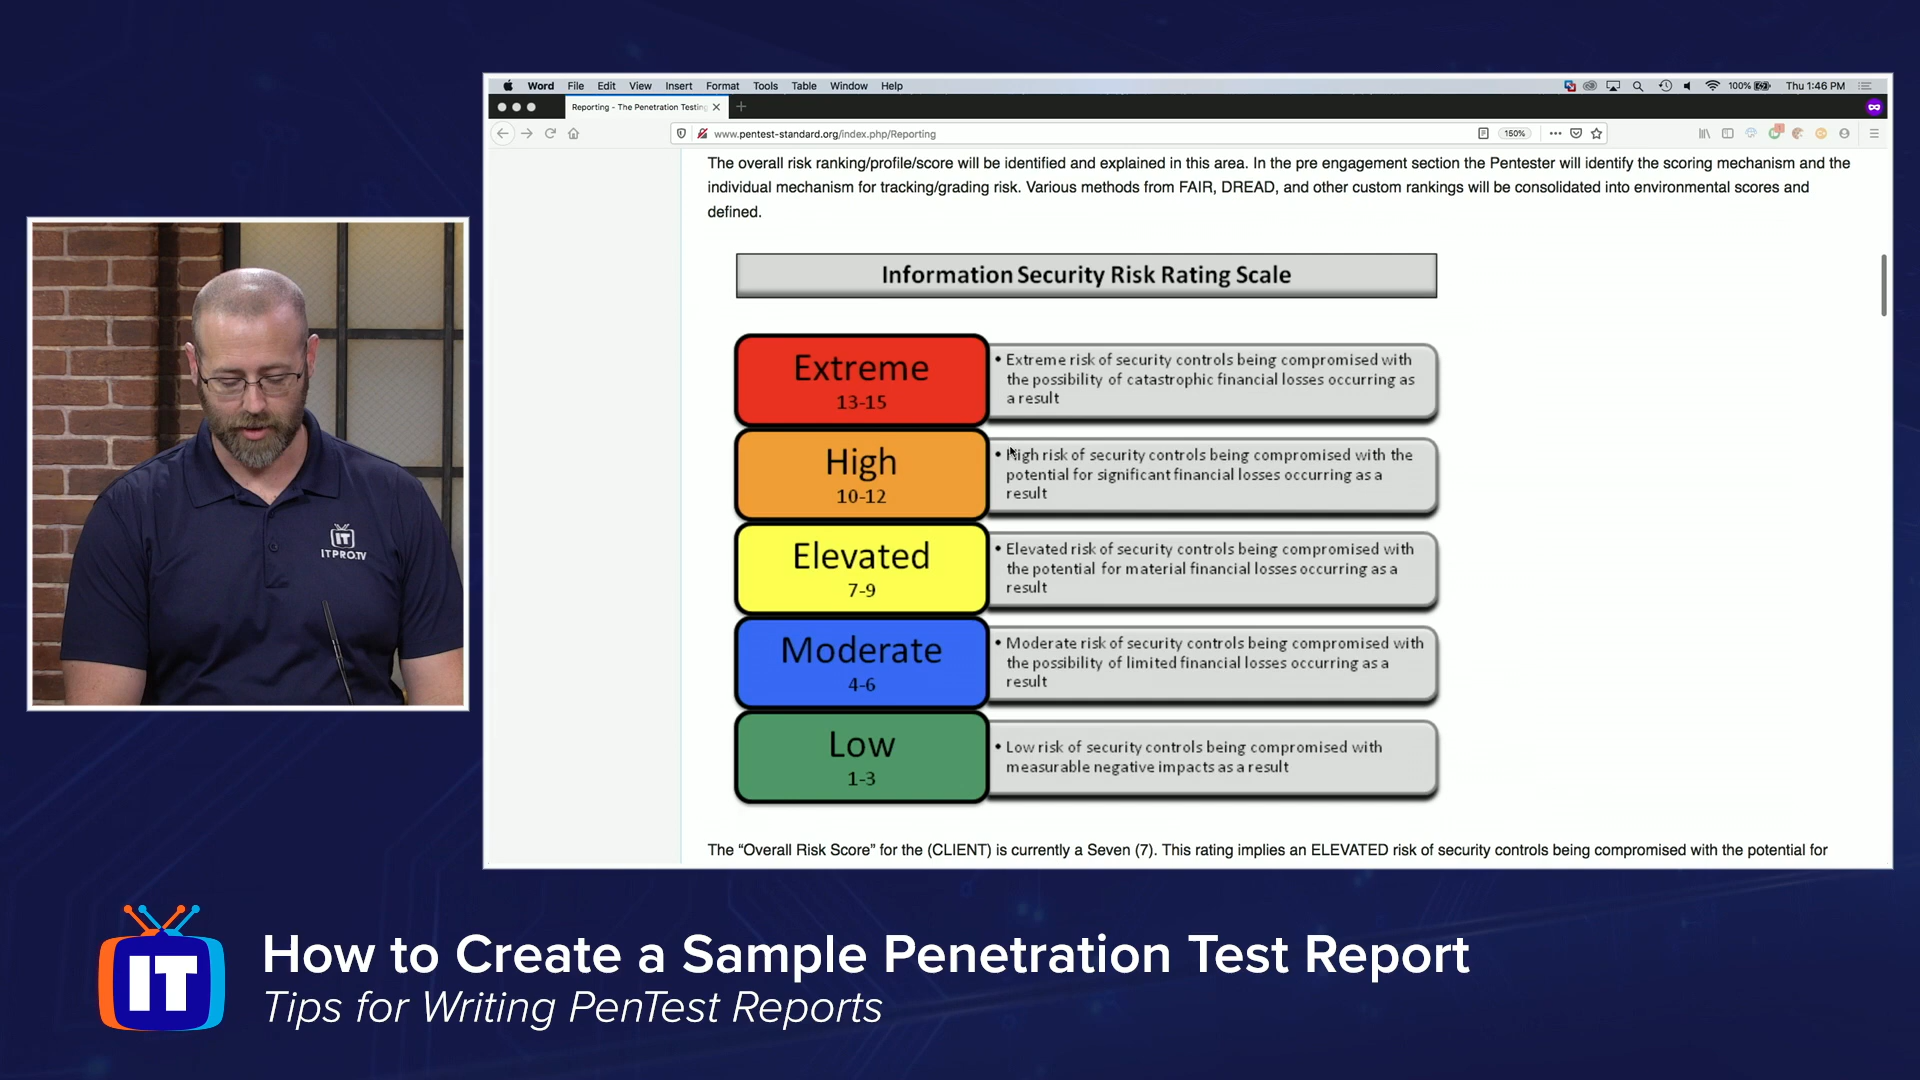 Word File Edit View Insert Format Tools Table Window Help 100% Thu 1:46 PM
Reporting - The Penetration Testing
www.pentest-standard.org/index.php/Reporting 150%
The overall risk ranking/profile/score will be identified and explained in this area. In the pre engagement section the Pentester will identify the scoring mechanism and the
individual mechanism for tracking/grading risk. Various methods from FAIR, DREAD, and other custom rankings will be consolidated into environmental scores and
defined.
Information Security Risk Rating Scale
Extreme
13-15
• Extreme risk of security controls being compromised with
the possibility of catastrophic financial losses occurring as
a result
High
10-12
• High risk of security controls being compromised with the
potential for significant financial losses occurring as a
result
Elevated
7-9
• Elevated risk of security controls being compromised with
the potential for material financial losses occurring as a
result
Moderate
4-6
• Moderate risk of security controls being compromised with
the possibility of limited financial losses occurring as a
result
Low
1-3
• Low risk of security controls being compromised with
measurable negative impacts as a result
The “Overall Risk Score” for the (CLIENT) is currently a Seven (7). This rating implies an ELEVATED risk of security controls being compromised with the potential for
IT
ITPRO.TV
IT
How to Create a Sample Penetration Test Report
Tips for Writing PenTest Reports